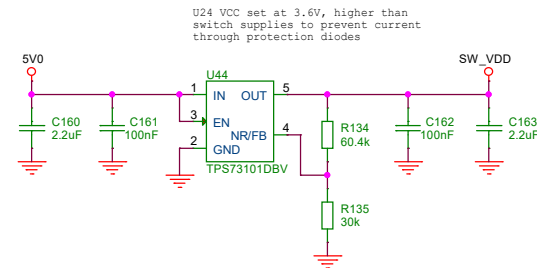 U24 VCC set at 3.6V, higher than
switch supplies to prevent current
through protection diodes
5V0
SW_VDD
U44
1
IN
OUT
5
3
EN
NR/FB
4
2
GND
TPS73101DBV
C160
2.2uF
C161
100nF
R134
60.4k
C162
100nF
C163
2.2uF
R135
30k